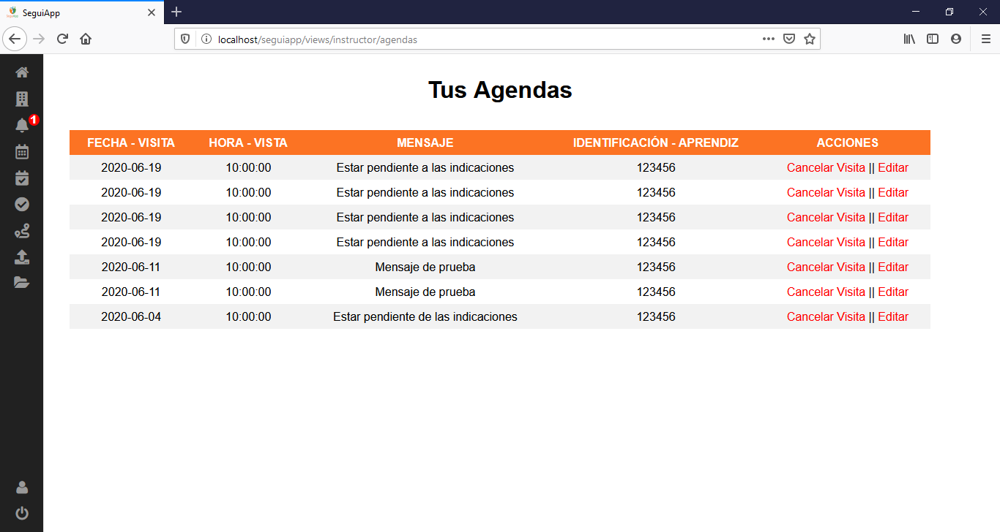 SeguiApp
localhost/seguiapp/views/instructor/agendas
1
Tus Agendas
FECHA - VISITA HORA - VISTA MENSAJE IDENTIFICACIÓN - APRENDIZ ACCIONES
2020-06-19 10:00:00 Estar pendiente a las indicaciones 123456 Cancelar Visita || Editar
2020-06-19 10:00:00 Estar pendiente a las indicaciones 123456 Cancelar Visita || Editar
2020-06-19 10:00:00 Estar pendiente a las indicaciones 123456 Cancelar Visita || Editar
2020-06-19 10:00:00 Estar pendiente a las indicaciones 123456 Cancelar Visita || Editar
2020-06-11 10:00:00 Mensaje de prueba 123456 Cancelar Visita || Editar
2020-06-11 10:00:00 Mensaje de prueba 123456 Cancelar Visita || Editar
2020-06-04 10:00:00 Estar pendiente de las indicaciones 123456 Cancelar Visita || Editar